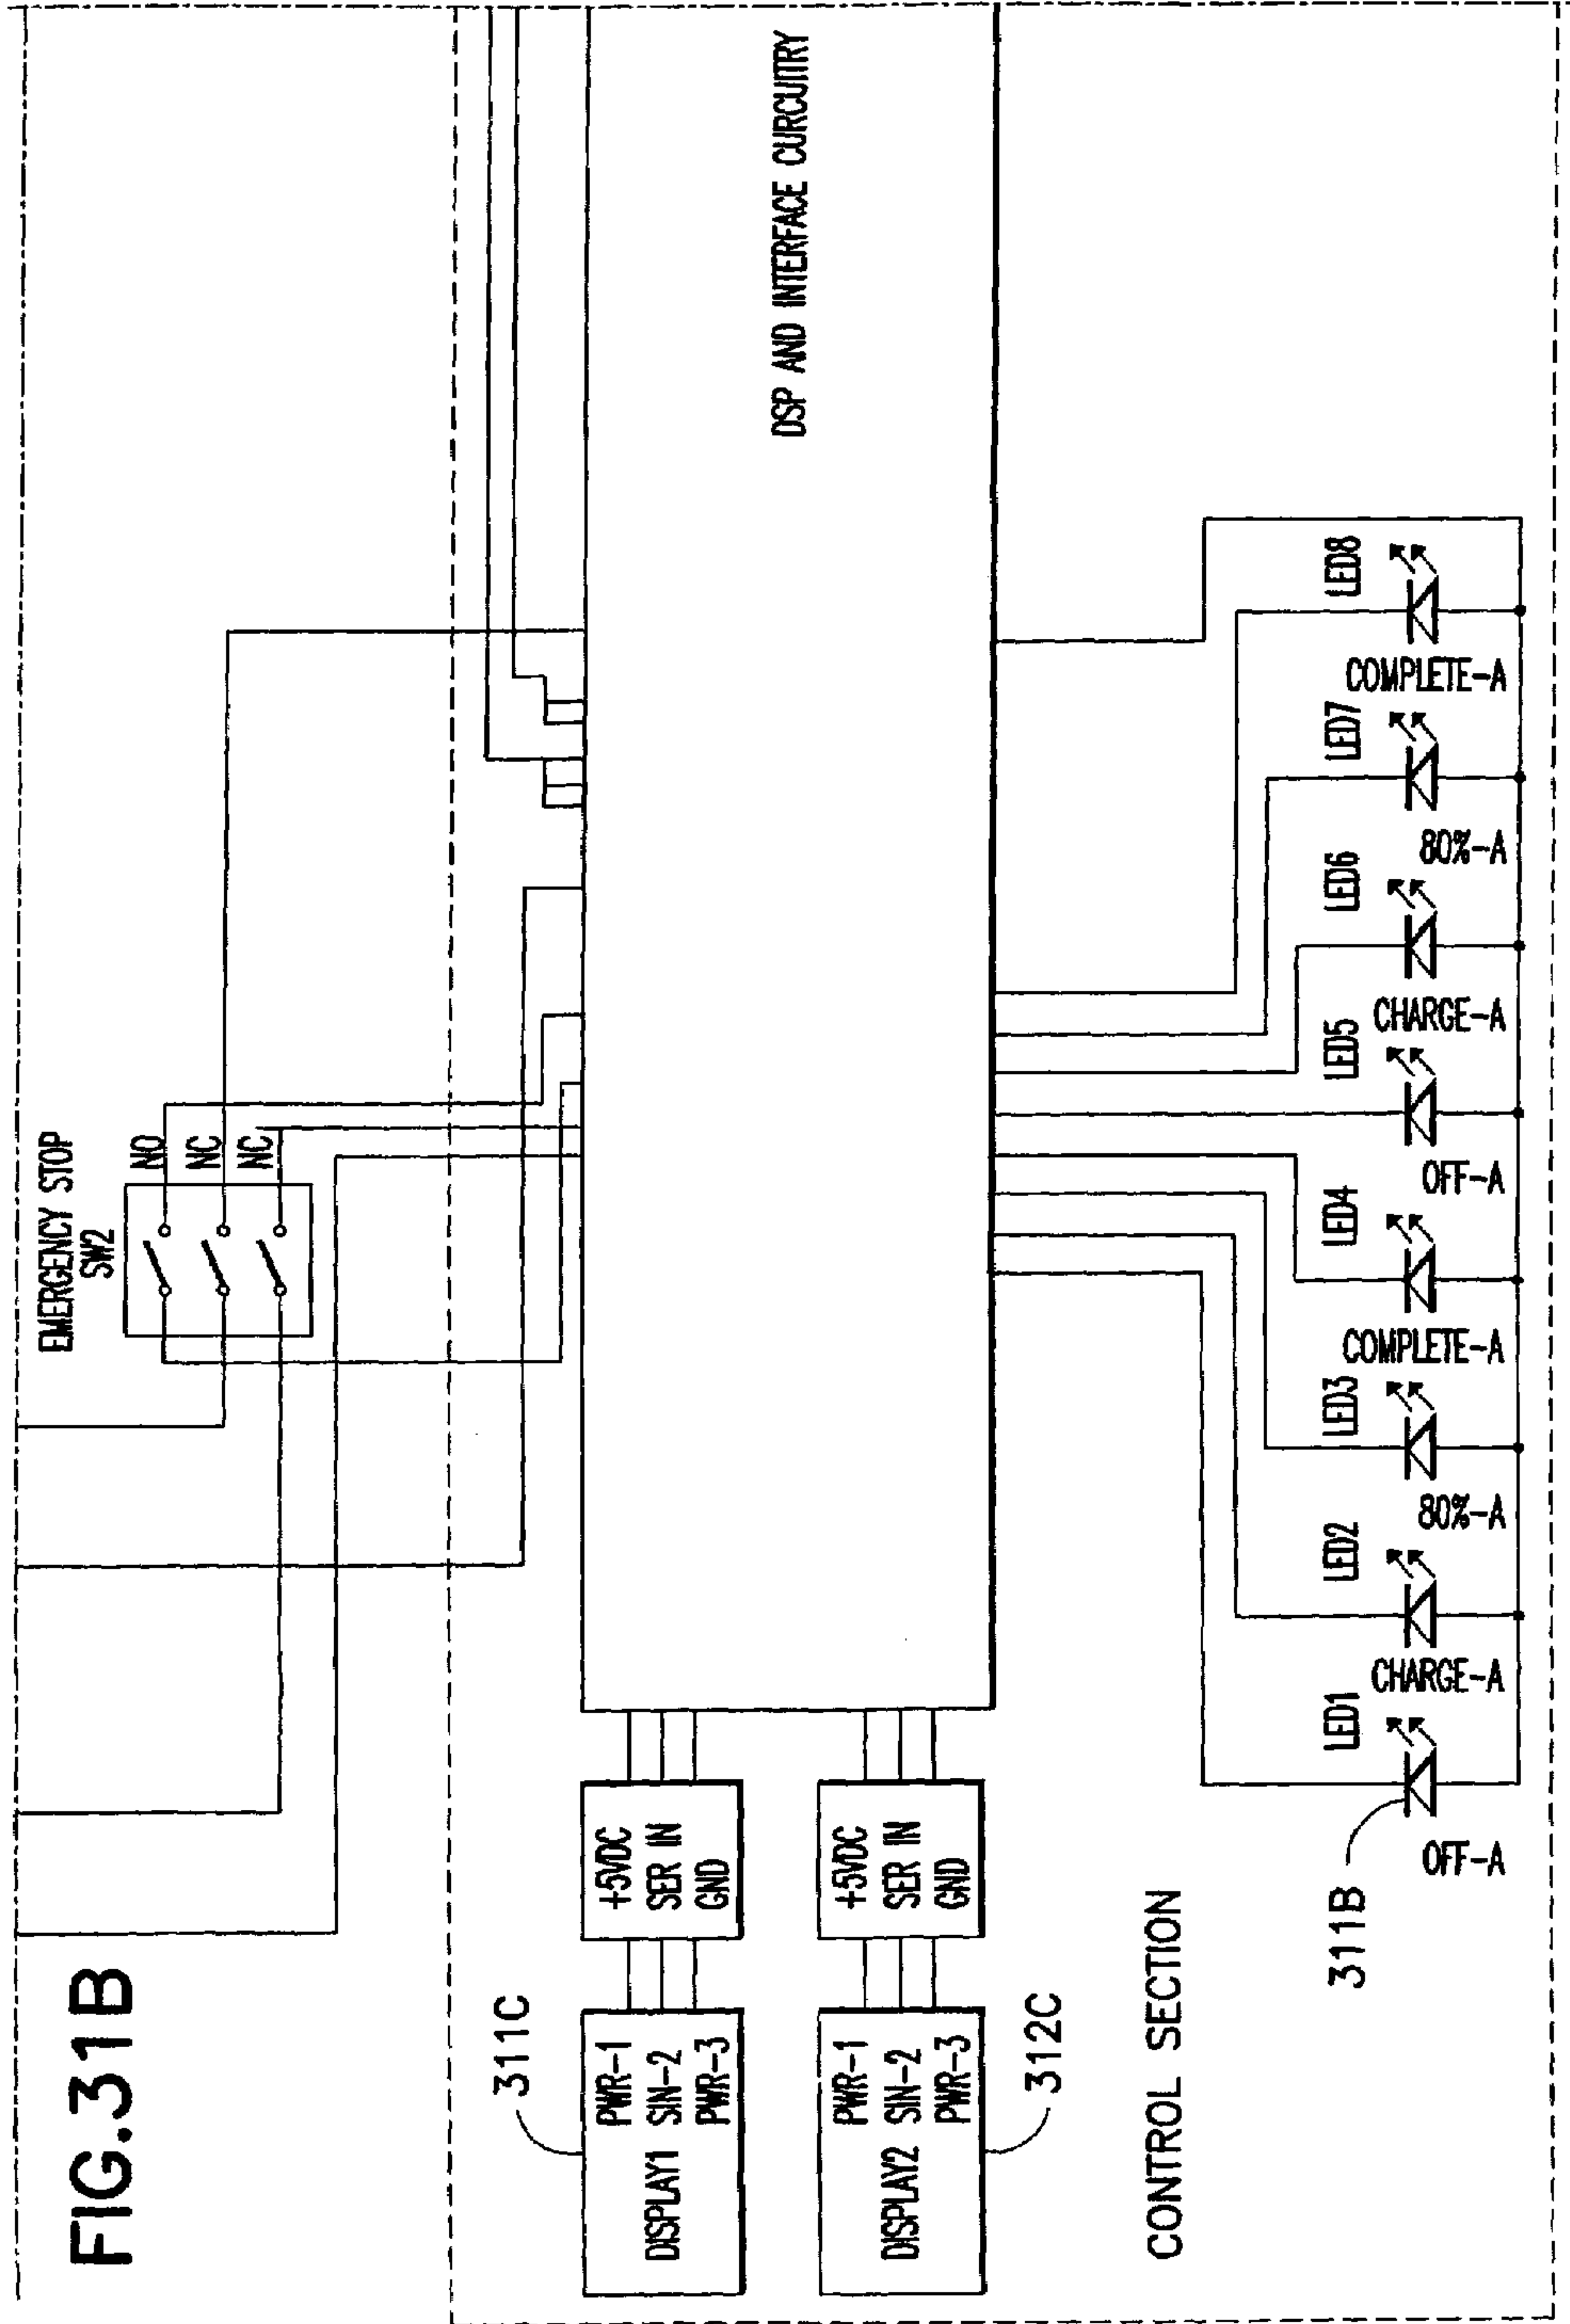 FIG.31B
EMERGENCY STOP
SW2
NO
NC
NC
DSP AND INTERFACE CURCUITRY
311C
DISPLAY1
PWR-1
SIN-2
PWR-3
+5VDC
SER IN
GND
DISPLAY2
PWR-1
SIN-2
PWR-3
+5VDC
SER IN
GND
312C
CONTROL SECTION
311B
LED1
LED2
LED3
LED4
LED5
LED6
LED7
LED8
OFF-A
CHARGE-A
80%-A
COMPLETE-A
OFF-A
CHARGE-A
80%-A
COMPLETE-A